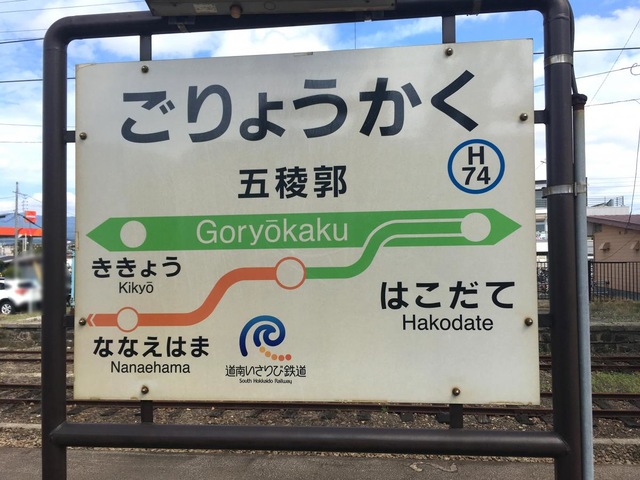 ごりょうかく
五稜郭
H
74
Goryōkaku
ききょう
Kikyō
はこだて
Hakodate
ななえはま
Nanaehama
道南いさりび鉄道
South Hokkaido Railway